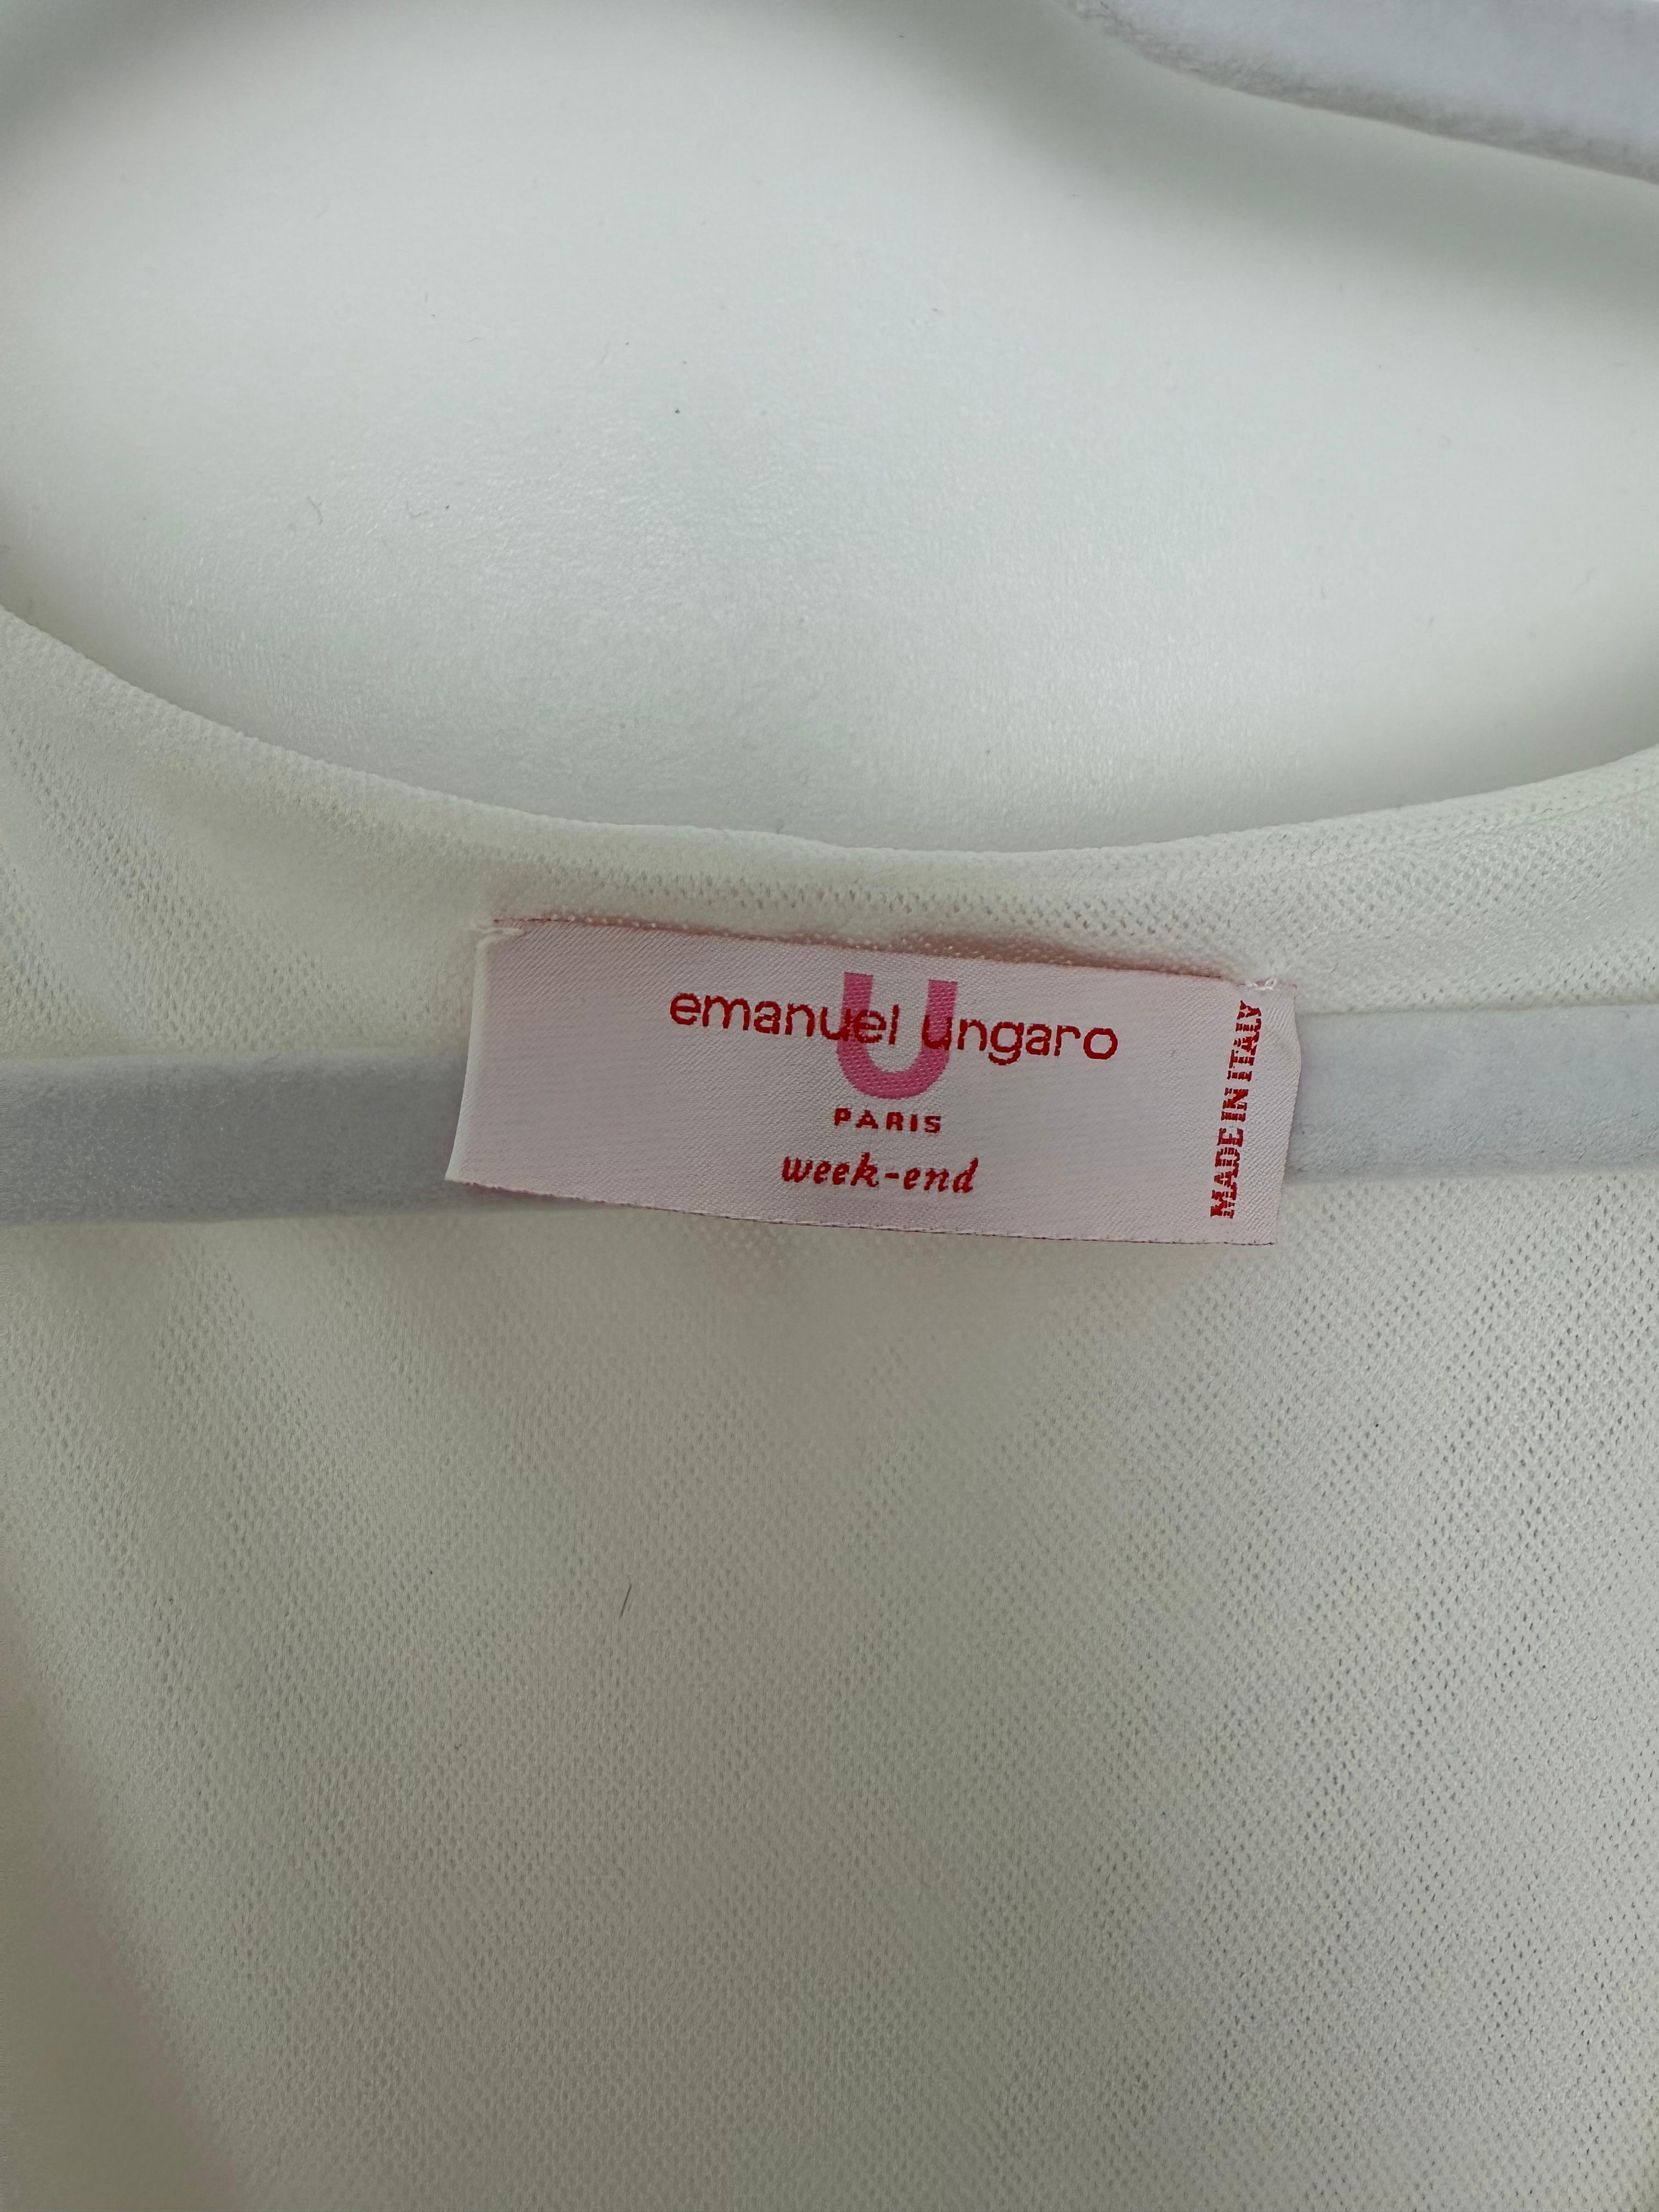 emanuel ungaro
U
PARIS
week-end
MADE IN ITALY